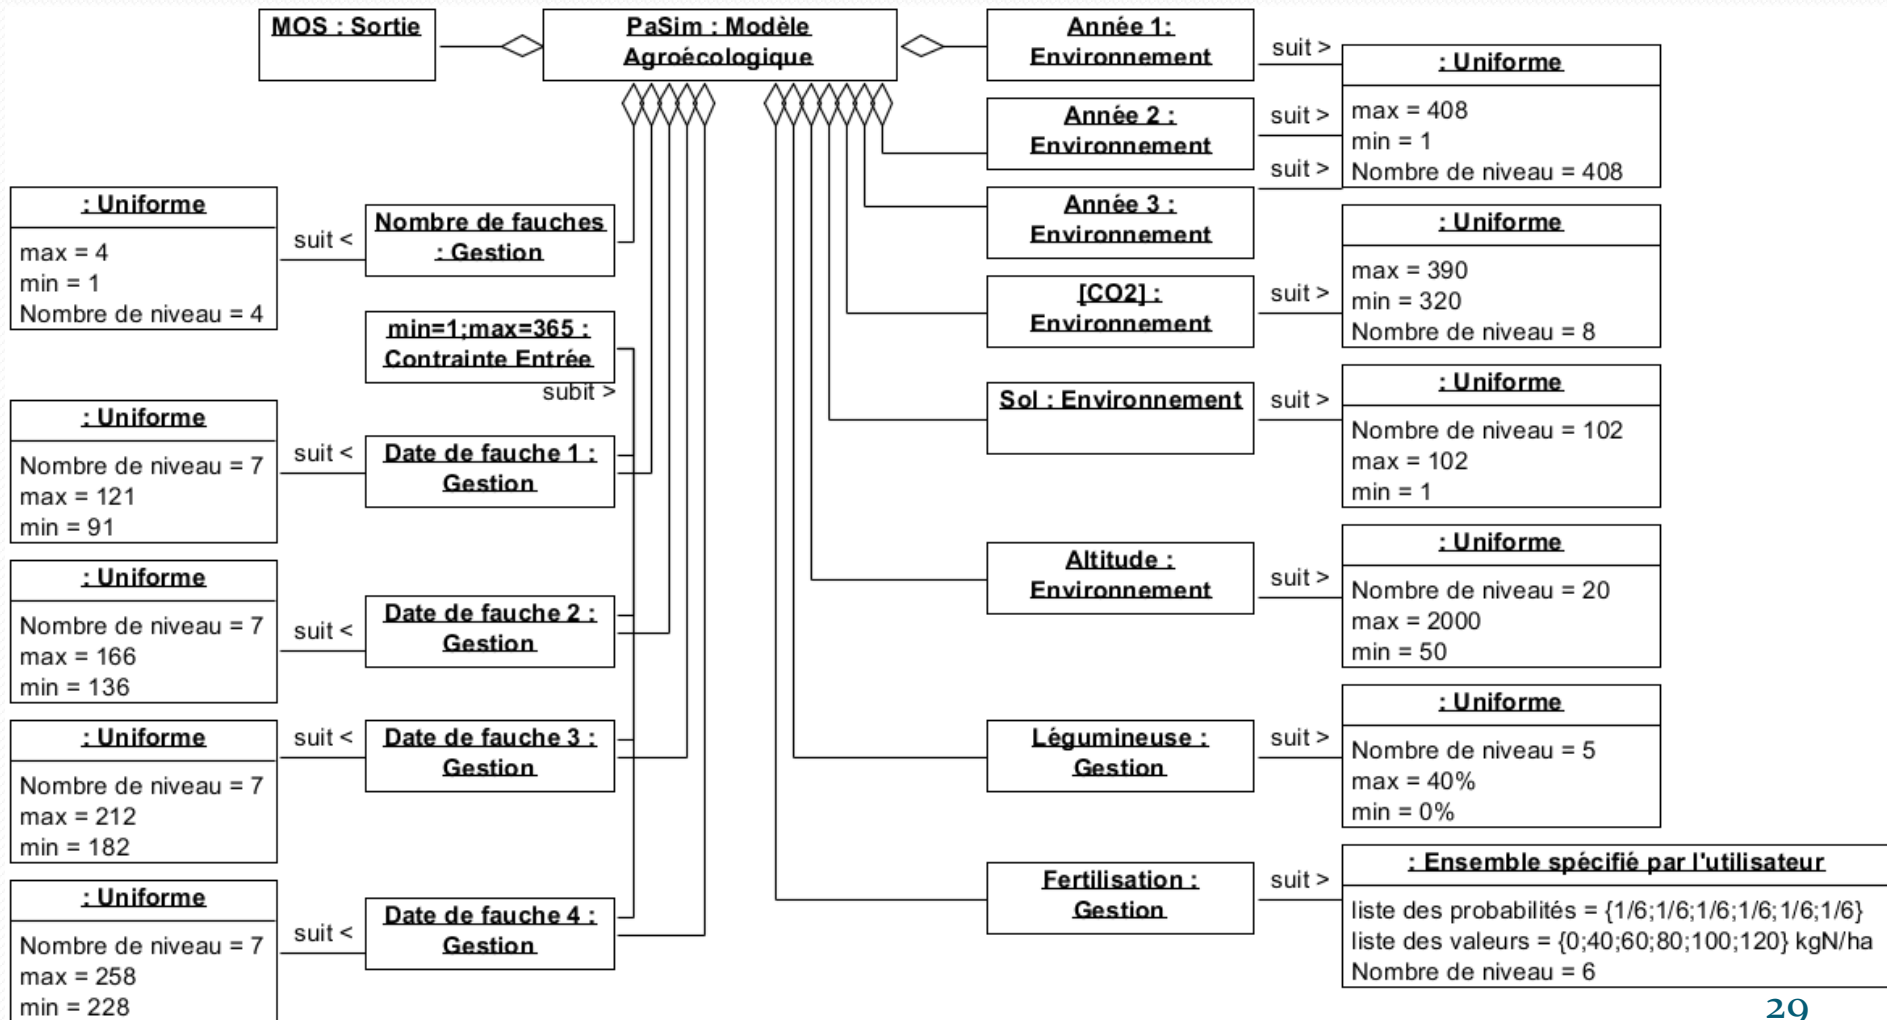 MOS : Sortie
PaSim : Modèle
Agroécologique
Année 1:
Environnement
suit >
: Uniforme
max = 408
min = 1
Nombre de niveau = 408
Année 2 :
Environnement
suit >
suit >
Année 3 :
Environnement
: Uniforme
max = 4
min = 1
Nombre de niveau = 4
suit <
Nombre de fauches
: Gestion
[CO2] :
Environnement
suit >
: Uniforme
max = 390
min = 320
Nombre de niveau = 8
min=1;max=365 :
Contrainte Entrée
subit >
Sol : Environnement
suit >
: Uniforme
Nombre de niveau = 102
max = 102
min = 1
: Uniforme
Nombre de niveau = 7
max = 121
min = 91
suit <
Date de fauche 1 :
Gestion
Altitude :
Environnement
suit >
: Uniforme
Nombre de niveau = 20
max = 2000
min = 50
: Uniforme
Nombre de niveau = 7
max = 166
min = 136
suit <
Date de fauche 2 :
Gestion
Légumineuse :
Gestion
suit >
: Uniforme
Nombre de niveau = 5
max = 40%
min = 0%
: Uniforme
Nombre de niveau = 7
max = 212
min = 182
suit <
Date de fauche 3 :
Gestion
Fertilisation :
Gestion
suit >
: Ensemble spécifié par l'utilisateur
liste des probabilités = {1/6;1/6;1/6;1/6;1/6;1/6}
liste des valeurs = {0;40;60;80;100;120} kgN/ha
Nombre de niveau = 6
: Uniforme
Nombre de niveau = 7
max = 258
min = 228
suit <
Date de fauche 4 :
Gestion
29